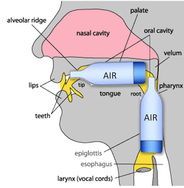 palate
alveolar ridge
oral cavity
nasal cavity
velum
AIR
lips
tip
tongue
root
pharynx
teeth
AIR
epiglottis
esophagus
larynx (vocal cords)